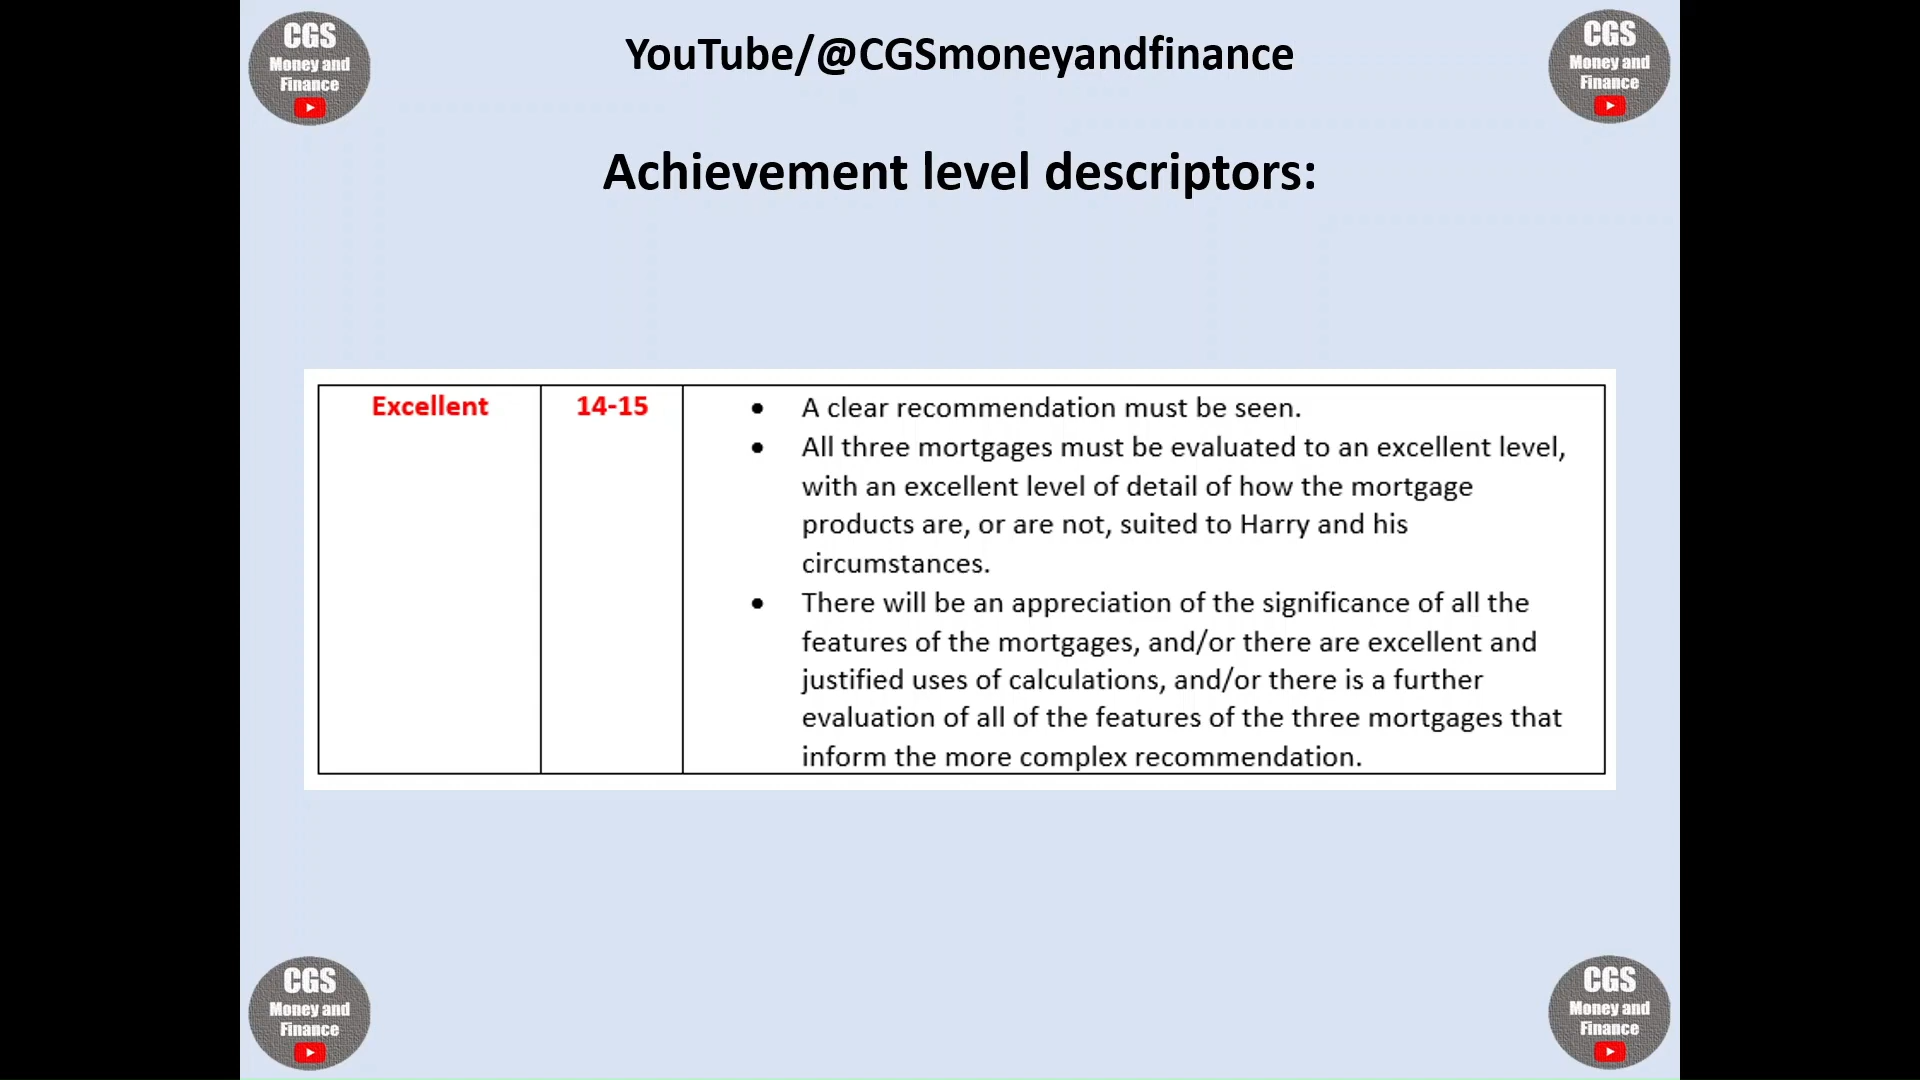 CGS
Money and
Finance
YouTube/@CGSmoneyandfinance
CGS
Money and
Finance
Achievement level descriptors:
Excellent
14-15
• A clear recommendation must be seen.
• All three mortgages must be evaluated to an excellent level,
with an excellent level of detail of how the mortgage
products are, or are not, suited to Harry and his
circumstances.
• There will be an appreciation of the significance of all the
features of the mortgages, and/or there are excellent and
justified uses of calculations, and/or there is a further
evaluation of all of the features of the three mortgages that
inform the more complex recommendation.
CGS
Money and
Finance
CGS
Money and
Finance